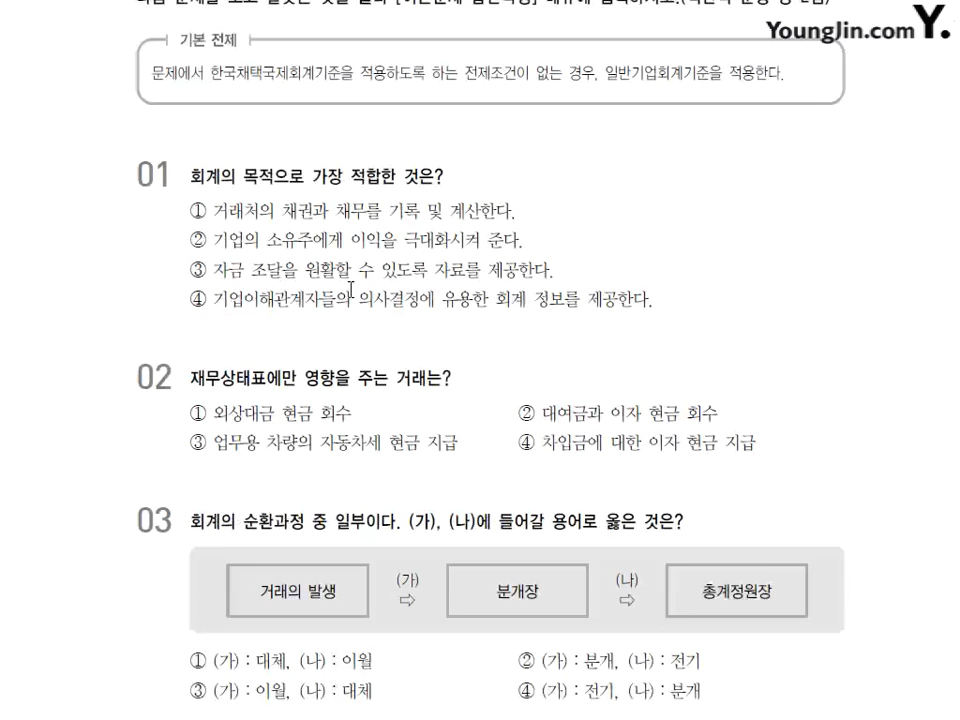 YoungJin.com Y.
기본 전제
문제에서 한국채택국제회계기준을 적용하도록 하는 전제조건이 없는 경우, 일반기업회계기준을 적용한다.
01 회계의 목적으로 가장 적합한 것은?
① 거래처의 채권과 채무를 기록 및 계산한다.
② 기업의 소유주에게 이익을 극대화시켜 준다.
③ 자금 조달을 원활할 수 있도록 자료를 제공한다.
④ 기업이해관계자들의 의사결정에 유용한 회계 정보를 제공한다.
02 재무상태표에만 영향을 주는 거래는?
① 외상대금 현금 회수 ② 대여금과 이자 현금 회수
③ 업무용 차량의 자동차세 현금 지급 ④ 차입금에 대한 이자 현금 지급
03 회계의 순환과정 중 일부이다. (가), (나)에 들어갈 용어로 옳은 것은?
거래의 발생 (가) ⇨ 분개장 (나) ⇨ 총계정원장
① (가) : 대체, (나) : 이월 ② (가) : 분개, (나) : 전기
③ (가) : 이월, (나) : 대체 ④ (가) : 전기, (나) : 분개